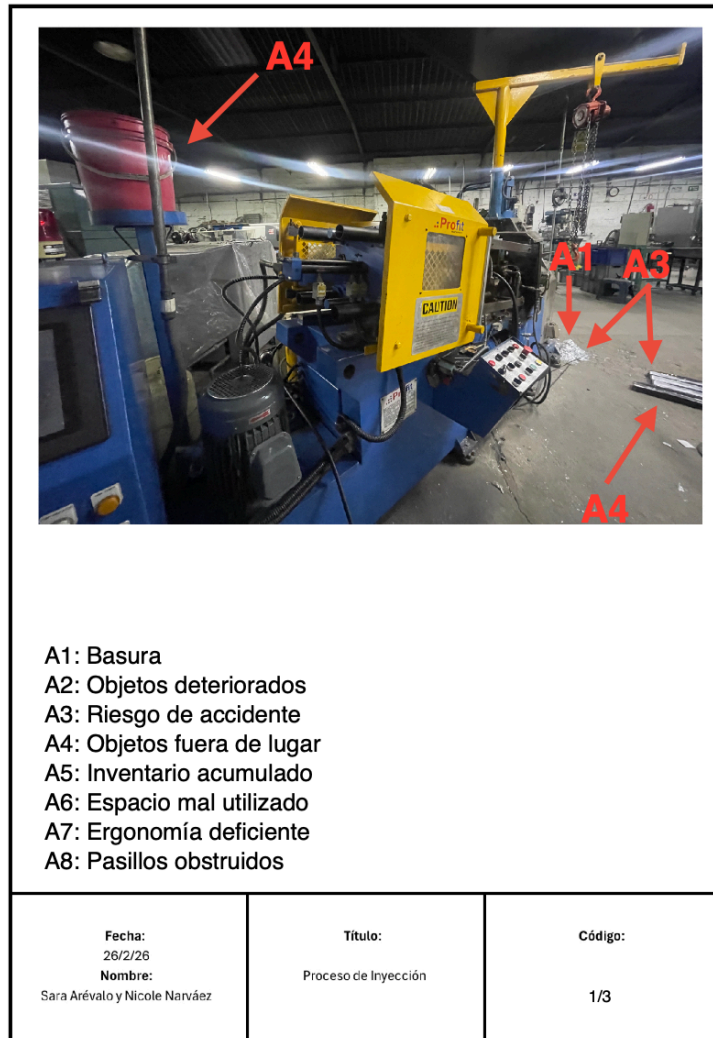 A4
Profit
CAUTION
A1 A3
Profit
A4
A1: Basura
A2: Objetos deteriorados
A3: Riesgo de accidente
A4: Objetos fuera de lugar
A5: Inventario acumulado
A6: Espacio mal utilizado
A7: Ergonomía deficiente
A8: Pasillos obstruidos
Fecha:
26/2/26
Nombre:
Sara Arévalo y Nicole Narváez
Título:
Proceso de Inyección
Código:
1/3